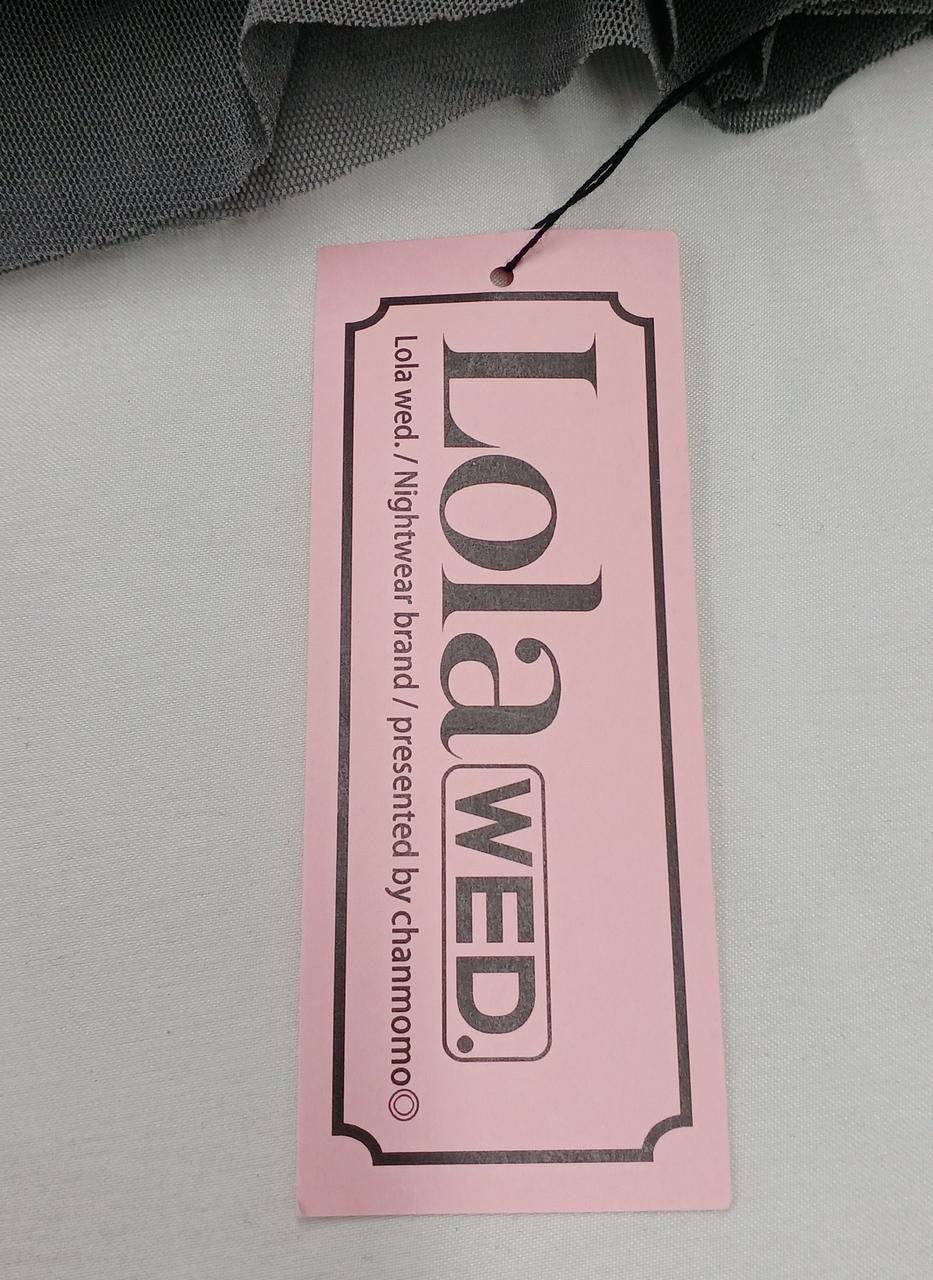 Lola WED.
Lola wed. / Nightwear brand / presented by chanmomo◎